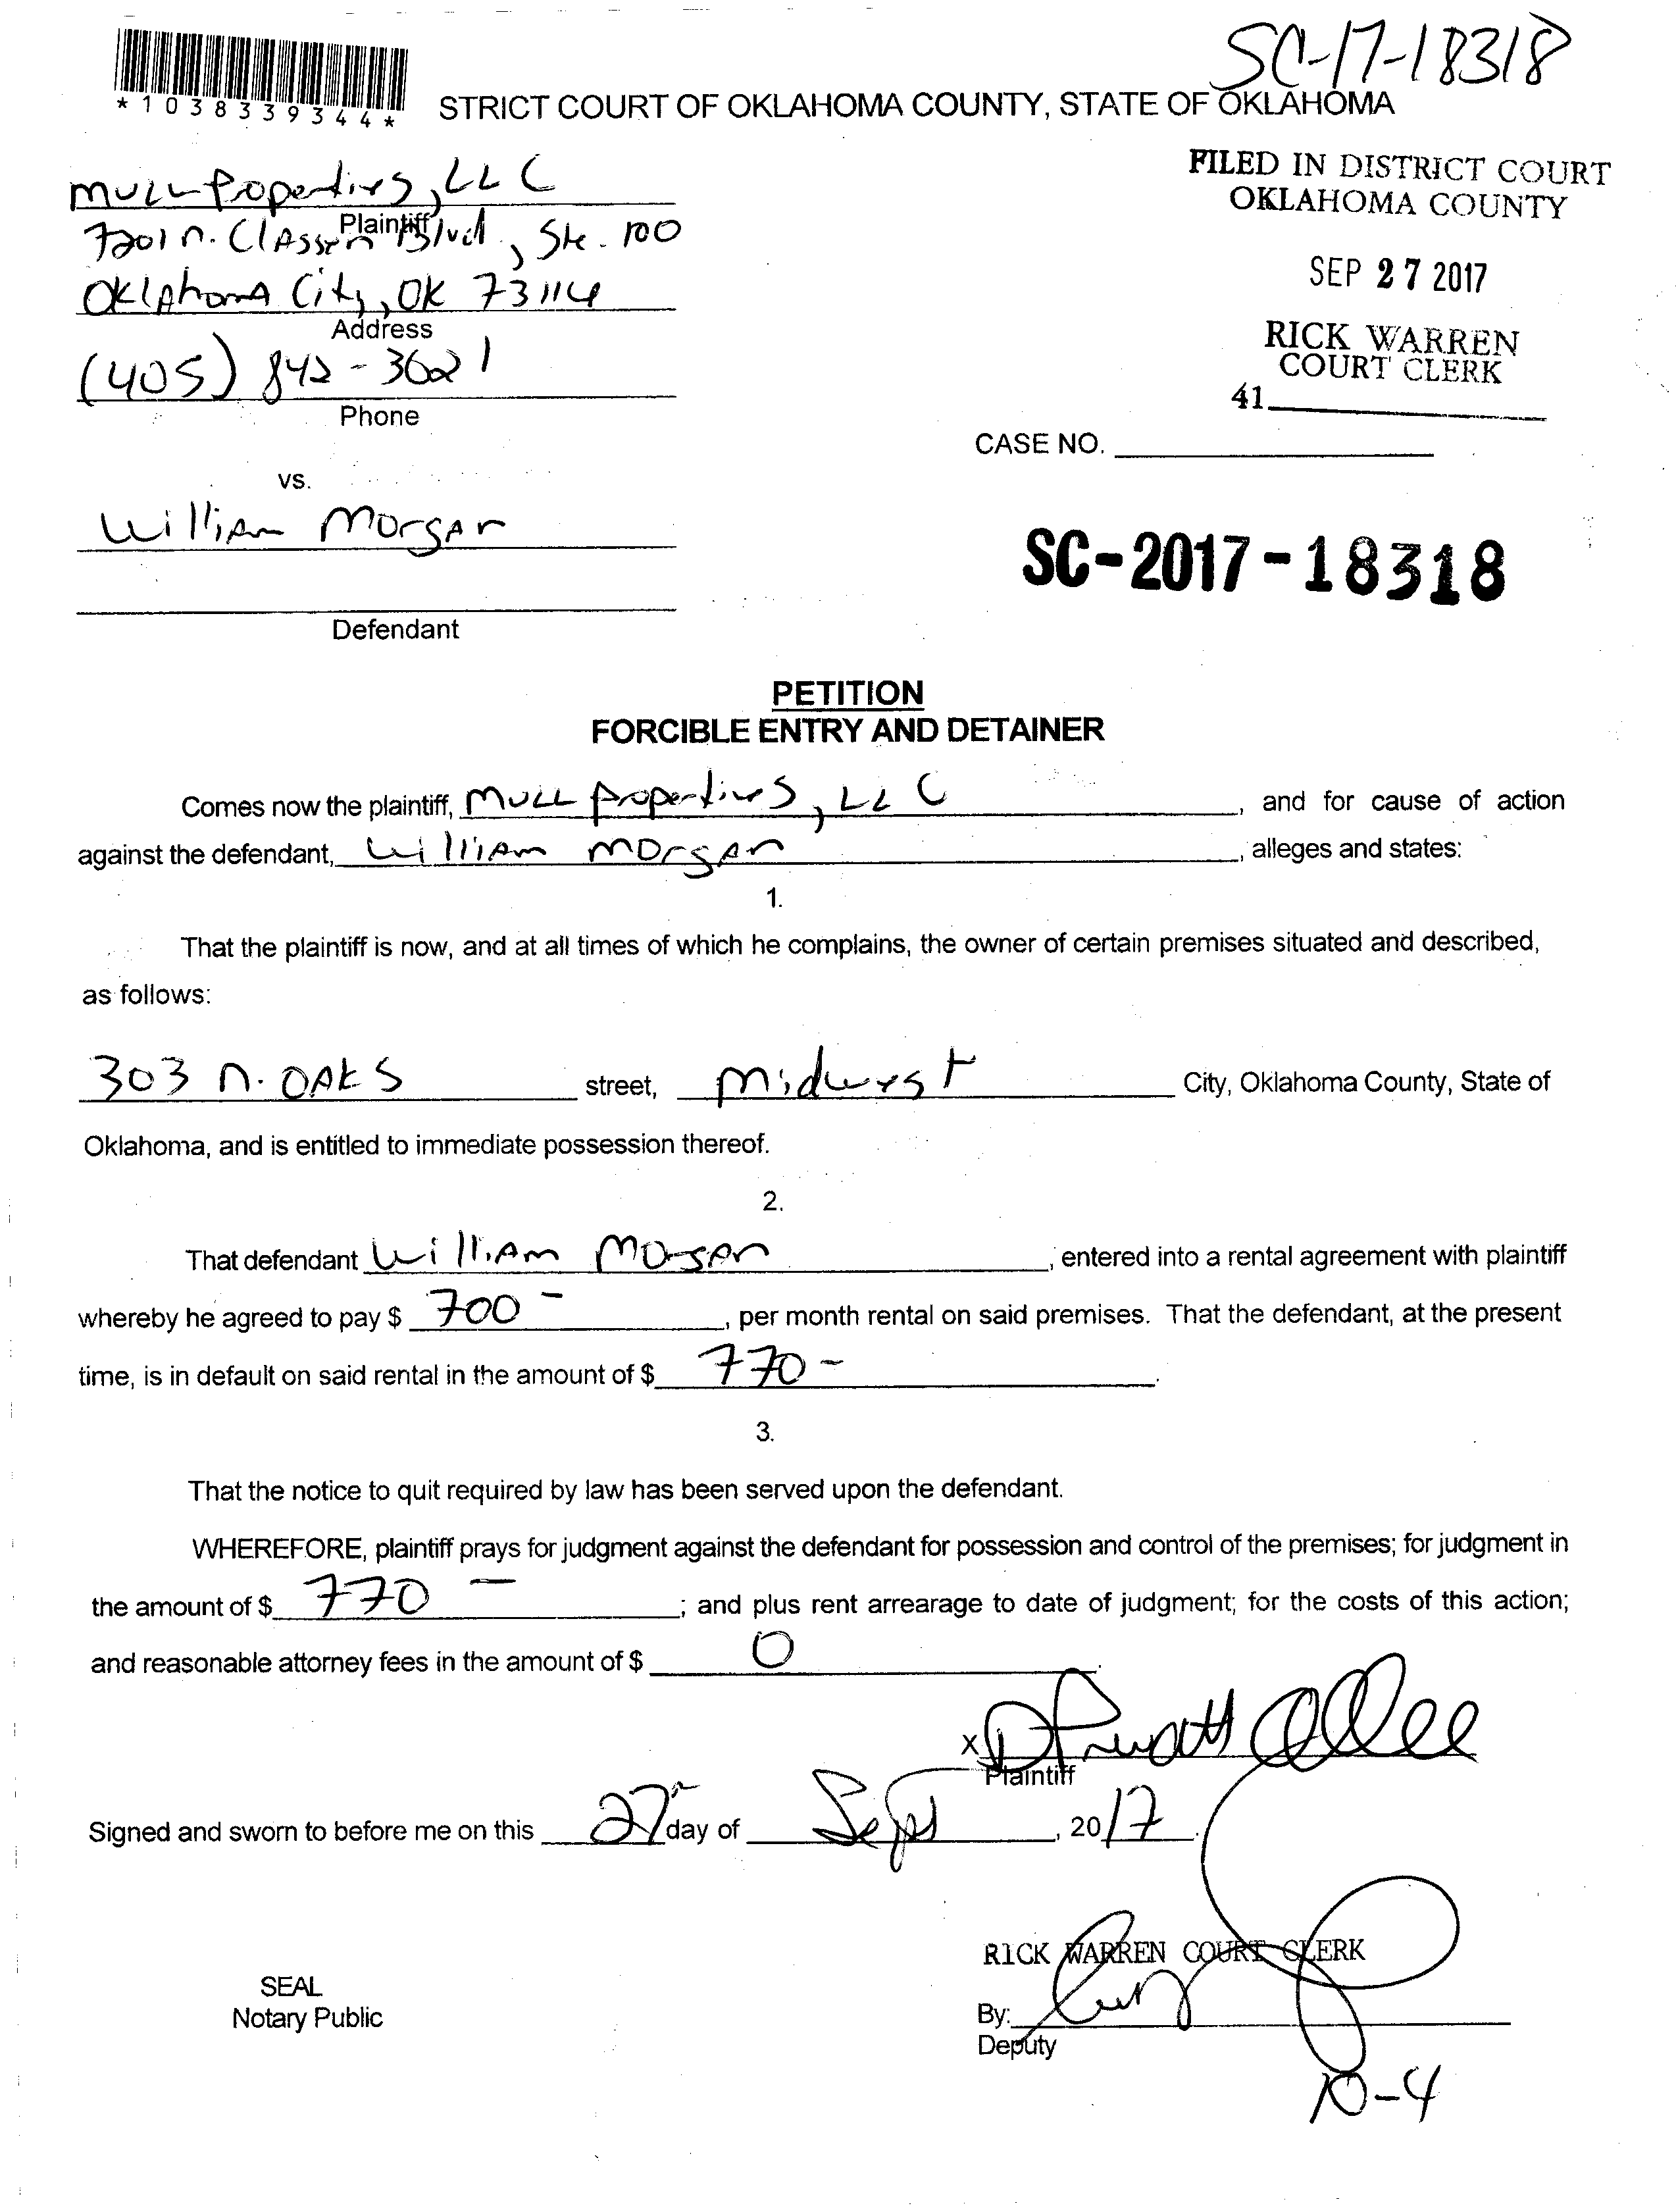 SC-17-18318
*1038339344*
STRICT COURT OF OKLAHOMA COUNTY, STATE OF OKLAHOMA
FILED IN DISTRICT COURT
OKLAHOMA COUNTY
SEP 27 2017
RICK WARREN
COURT CLERK
41
Mull Properties, LLC
Plaintiff
7201 N. Classen Blvd, Ste. 100
Oklahoma City, OK 73114
Address
(405) 842-3621
Phone
CASE NO.
vs.
William Morgan
SC-2017-18318
Defendant
PETITION
FORCIBLE ENTRY AND DETAINER
Comes now the plaintiff, Mull Properties, LLC, and for cause of action
against the defendant, William Morgan, alleges and states:
1.
That the plaintiff is now, and at all times of which he complains, the owner of certain premises situated and described,
as follows:
303 N. OAKS street, Midwest City, Oklahoma County, State of
Oklahoma, and is entitled to immediate possession thereof.
2.
That defendant William Morgan, entered into a rental agreement with plaintiff
whereby he agreed to pay $ 700 -, per month rental on said premises. That the defendant, at the present
time, is in default on said rental in the amount of $ 770 -.
3.
That the notice to quit required by law has been served upon the defendant.
WHEREFORE, plaintiff prays for judgment against the defendant for possession and control of the premises; for judgment in
the amount of $ 770 -; and plus rent arrearage to date of judgment; for the costs of this action;
and reasonable attorney fees in the amount of $ 0.
X
Plaintiff
Signed and sworn to before me on this 27th day of Sept, 2017.
RICK WARREN COURT CLERK
SEAL
Notary Public
By:
Deputy
10-4